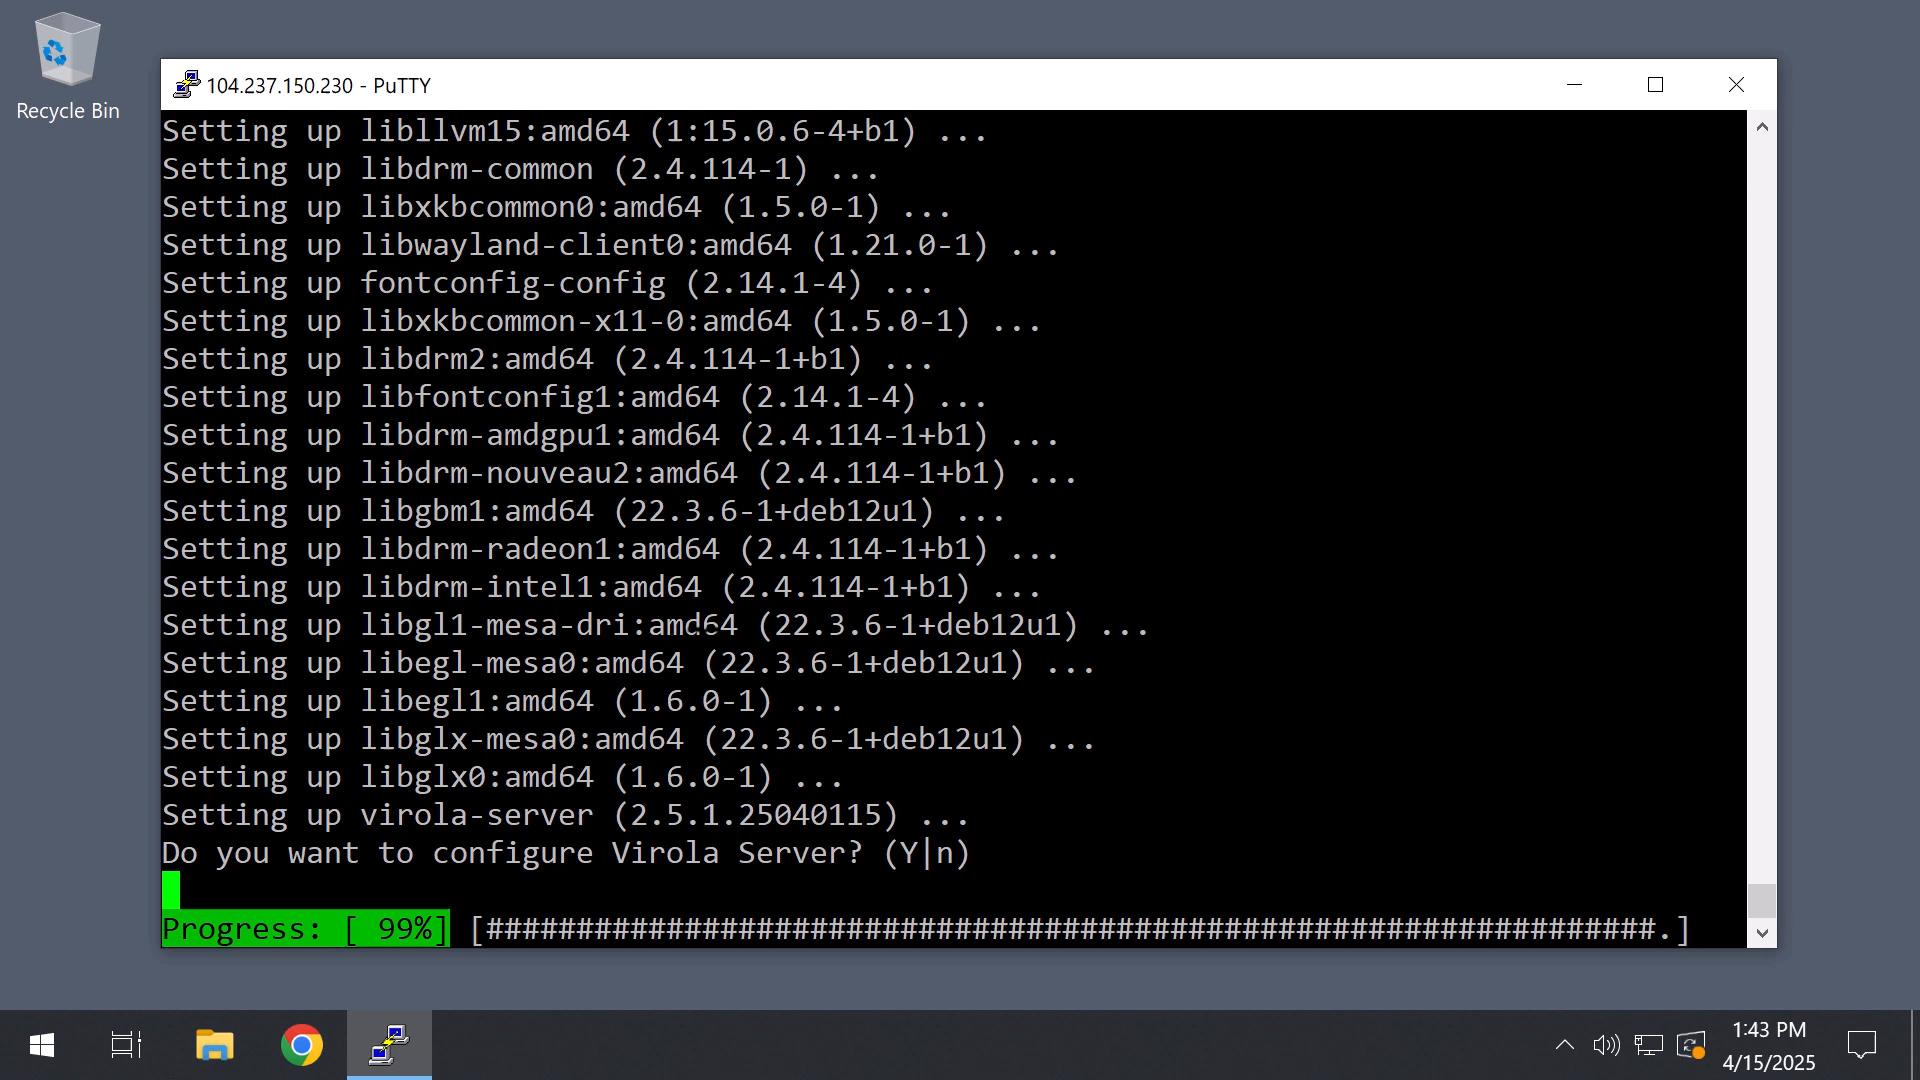 Recycle Bin
104.237.150.230 - PuTTY
Setting up libllvm15:amd64 (1:15.0.6-4+b1) ...
Setting up libdrm-common (2.4.114-1) ...
Setting up libxkbcommon0:amd64 (1.5.0-1) ...
Setting up libwayland-client0:amd64 (1.21.0-1) ...
Setting up fontconfig-config (2.14.1-4) ...
Setting up libxkbcommon-x11-0:amd64 (1.5.0-1) ...
Setting up libdrm2:amd64 (2.4.114-1+b1) ...
Setting up libfontconfig1:amd64 (2.14.1-4) ...
Setting up libdrm-amdgpu1:amd64 (2.4.114-1+b1) ...
Setting up libdrm-nouveau2:amd64 (2.4.114-1+b1) ...
Setting up libgbm1:amd64 (22.3.6-1+deb12u1) ...
Setting up libdrm-radeon1:amd64 (2.4.114-1+b1) ...
Setting up libdrm-intel1:amd64 (2.4.114-1+b1) ...
Setting up libgl1-mesa-dri:amd64 (22.3.6-1+deb12u1) ...
Setting up libegl-mesa0:amd64 (22.3.6-1+deb12u1) ...
Setting up libegl1:amd64 (1.6.0-1) ...
Setting up libglx-mesa0:amd64 (22.3.6-1+deb12u1) ...
Setting up libglx0:amd64 (1.6.0-1) ...
Setting up virola-server (2.5.1.25040115) ...
Do you want to configure Virola Server? (Y|n)
Progress: [ 99%] [#################################################################.]
1:43 PM
4/15/2025